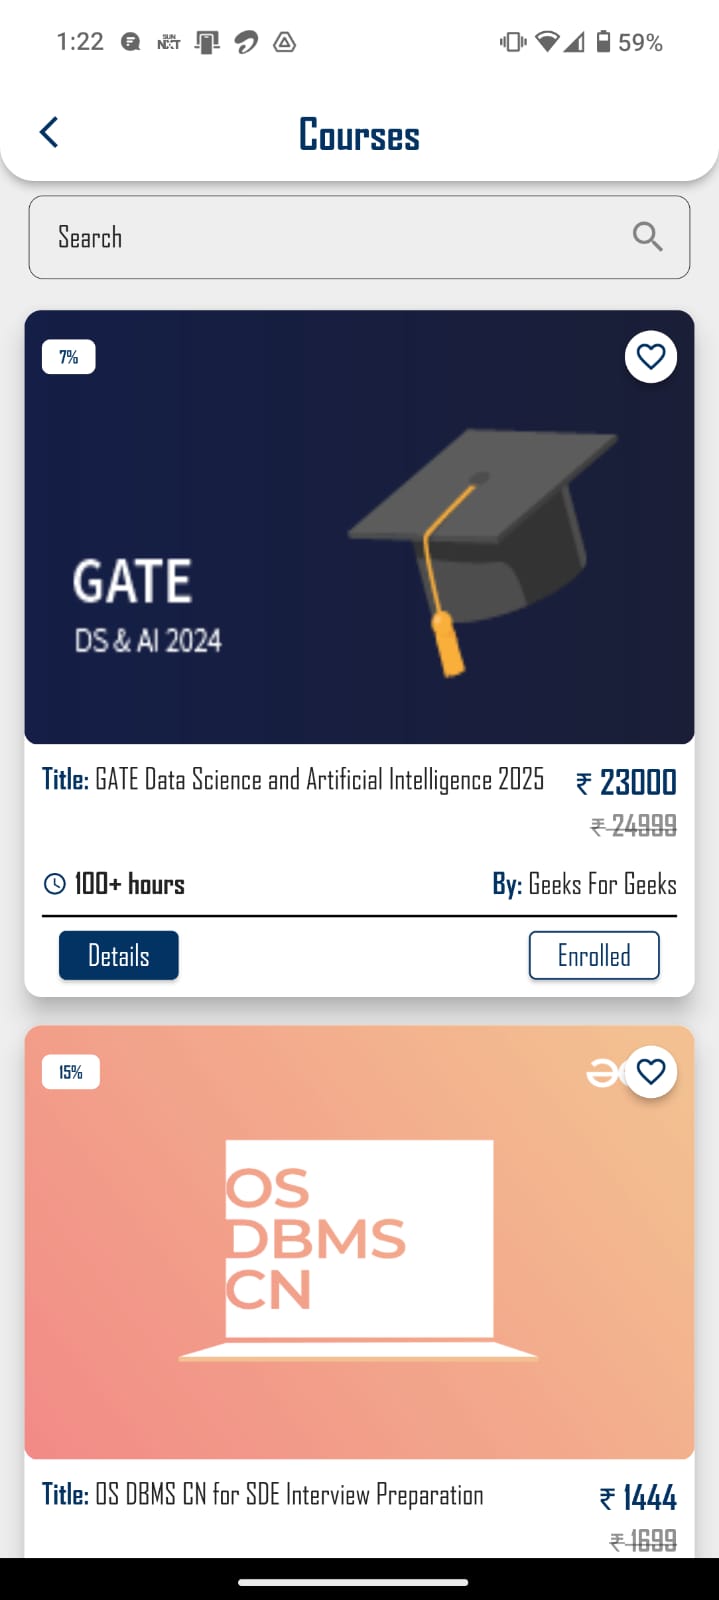 1:22 SUN NXT 59%
Courses
Search
7%
GATE
DS & AI 2024
Title: GATE Data Science and Artificial Intelligence 2025 ₹ 23000
₹ 24999
100+ hours By: Geeks For Geeks
Details Enrolled
15%
OS
DBMS
CN
Title: OS DBMS CN for SDE Interview Preparation ₹ 1444
₹ 1699